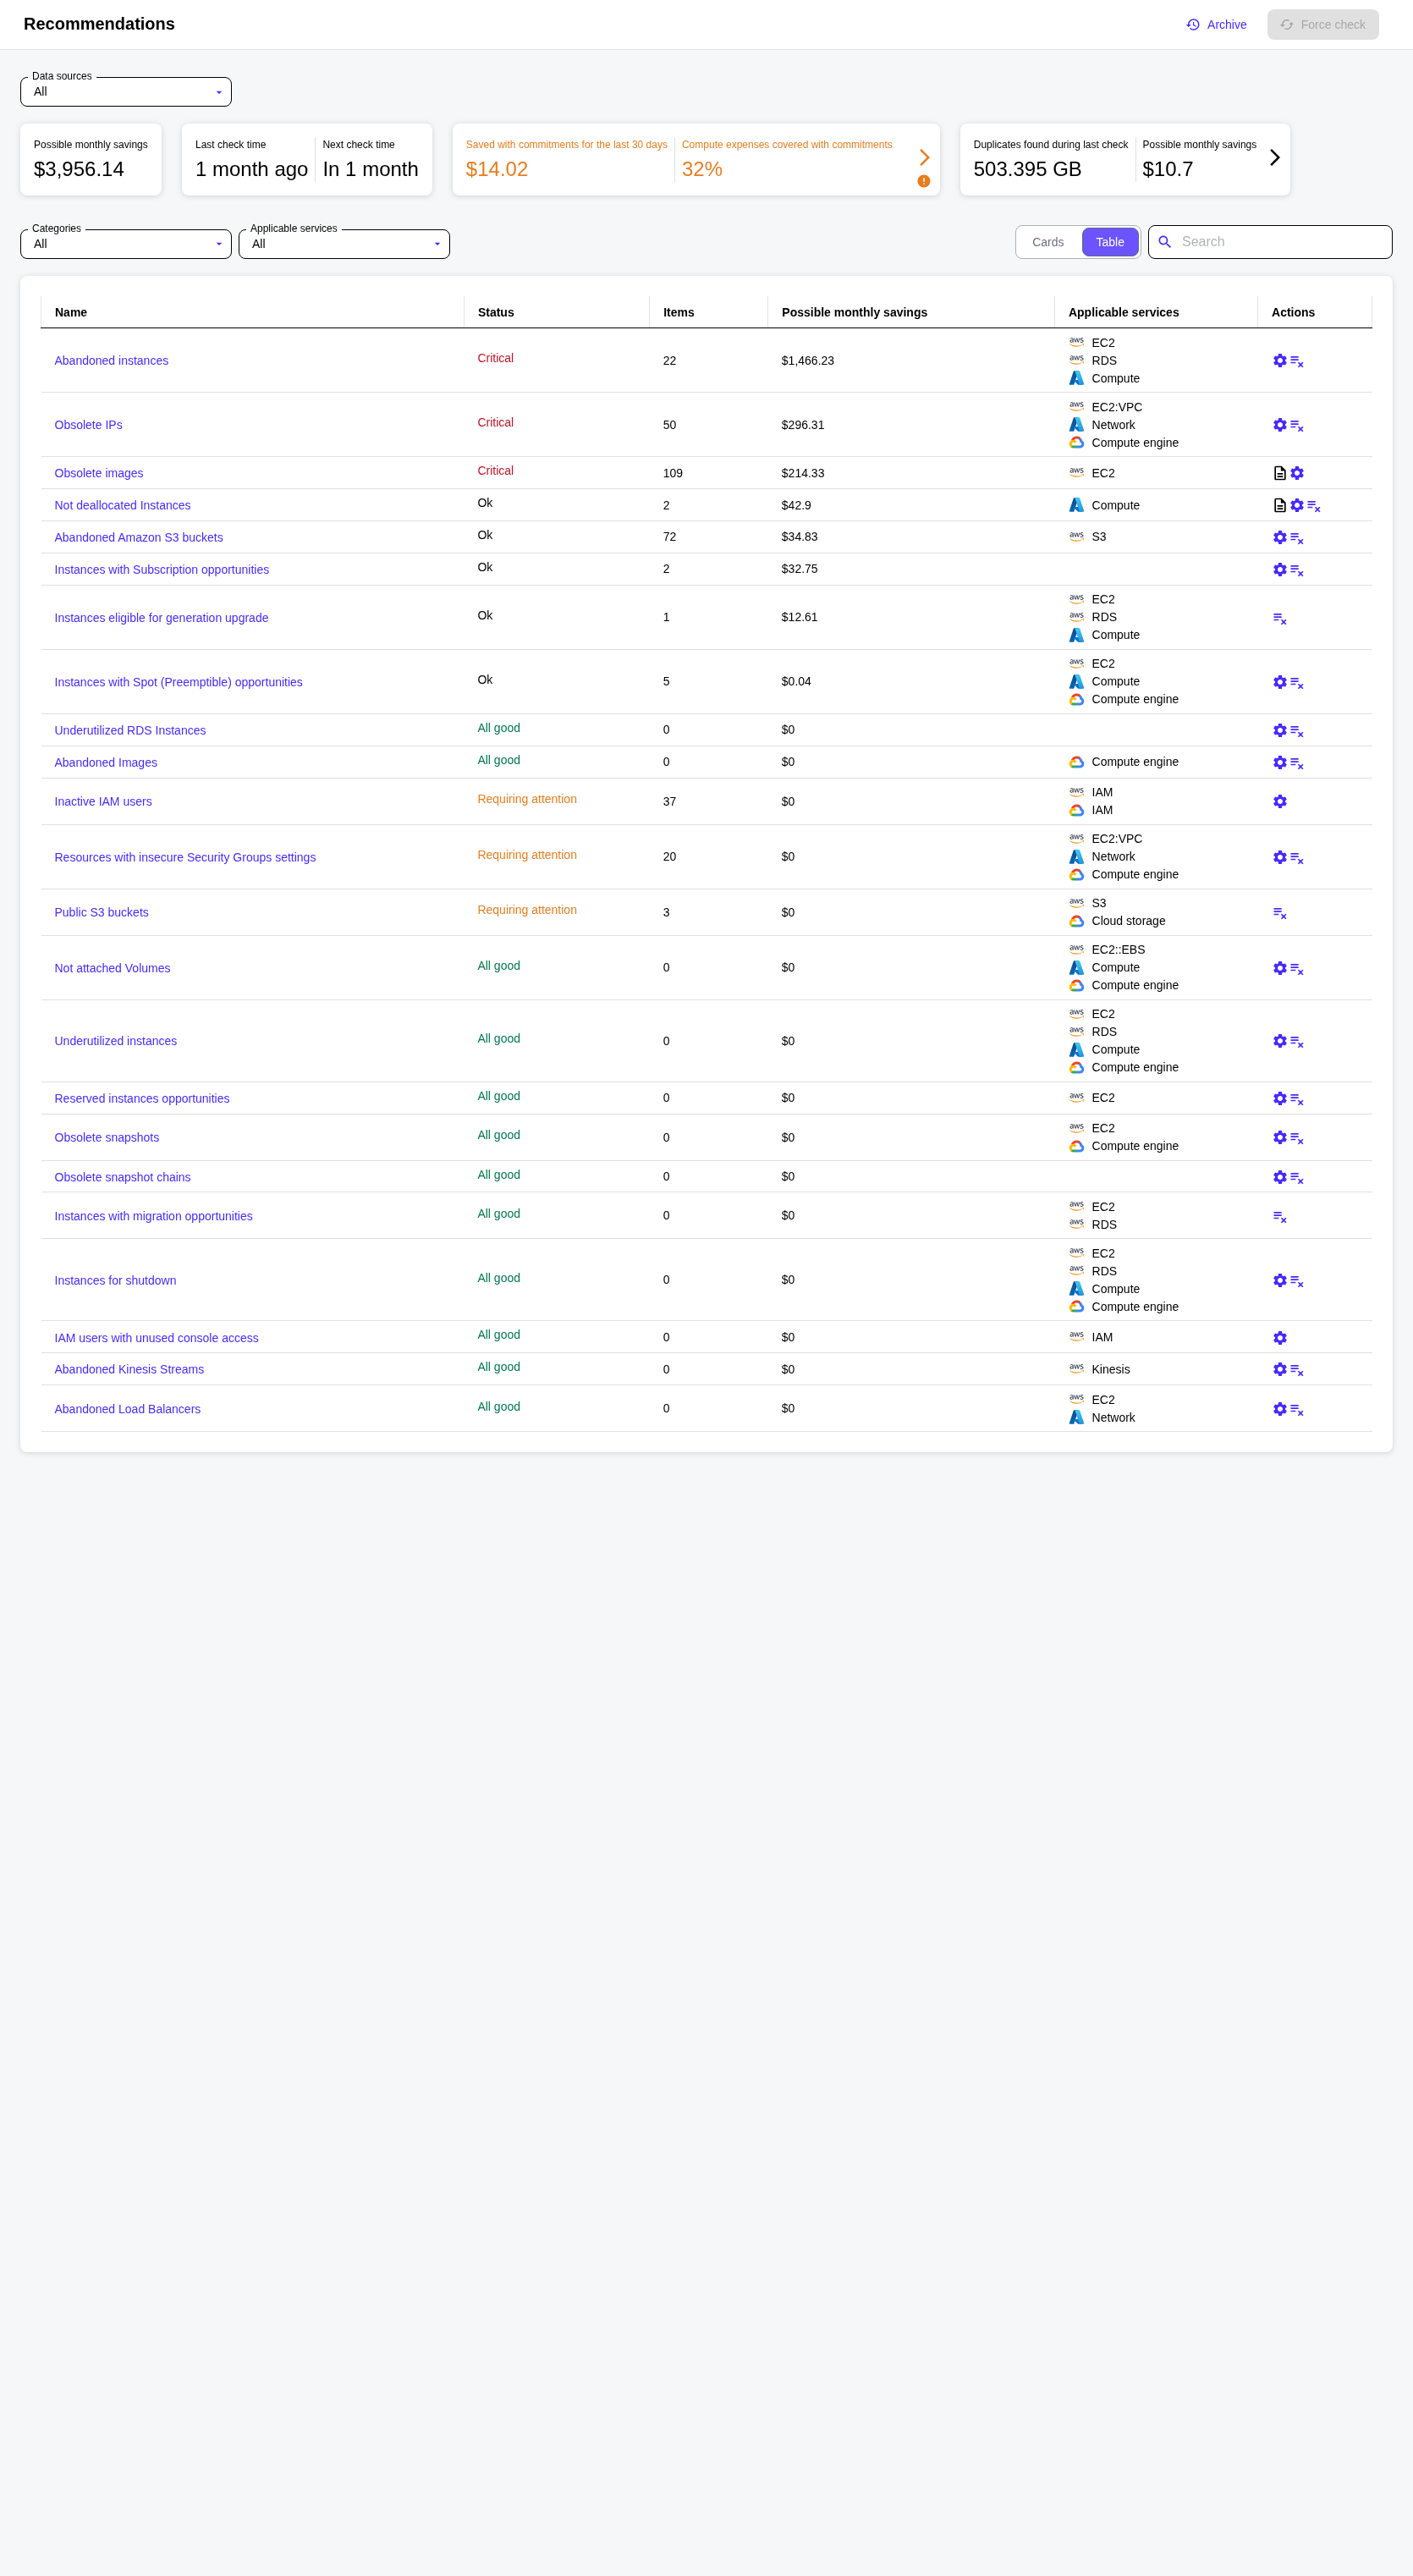 Recommendations
Archive
Force check
Data sources
All
Possible monthly savings
$3,956.14
Last check time
1 month ago
Next check time
In 1 month
Saved with commitments for the last 30 days
$14.02
Compute expenses covered with commitments
32%
Duplicates found during last check
503.395 GB
Possible monthly savings
$10.7
Categories
All
Applicable services
All
Cards
Table
Search
Name Status Items Possible monthly savings Applicable services Actions
Abandoned instances Critical 22 $1,466.23
aws EC2
aws RDS
Compute
Obsolete IPs Critical 50 $296.31
aws EC2:VPC
Network
Compute engine
Obsolete images Critical 109 $214.33 aws EC2
Not deallocated Instances Ok 2 $42.9 Compute
Abandoned Amazon S3 buckets Ok 72 $34.83 aws S3
Instances with Subscription opportunities Ok 2 $32.75
Instances eligible for generation upgrade Ok 1 $12.61
aws EC2
aws RDS
Compute
Instances with Spot (Preemptible) opportunities Ok 5 $0.04
aws EC2
Compute
Compute engine
Underutilized RDS Instances All good 0 $0
Abandoned Images All good 0 $0 Compute engine
Inactive IAM users Requiring attention 37 $0
aws IAM
IAM
Resources with insecure Security Groups settings Requiring attention 20 $0
aws EC2:VPC
Network
Compute engine
Public S3 buckets Requiring attention 3 $0
aws S3
Cloud storage
Not attached Volumes All good 0 $0
aws EC2::EBS
Compute
Compute engine
Underutilized instances All good 0 $0
aws EC2
aws RDS
Compute
Compute engine
Reserved instances opportunities All good 0 $0 aws EC2
Obsolete snapshots All good 0 $0
aws EC2
Compute engine
Obsolete snapshot chains All good 0 $0
Instances with migration opportunities All good 0 $0
aws EC2
aws RDS
Instances for shutdown All good 0 $0
aws EC2
aws RDS
Compute
Compute engine
IAM users with unused console access All good 0 $0 aws IAM
Abandoned Kinesis Streams All good 0 $0 aws Kinesis
Abandoned Load Balancers All good 0 $0
aws EC2
Network